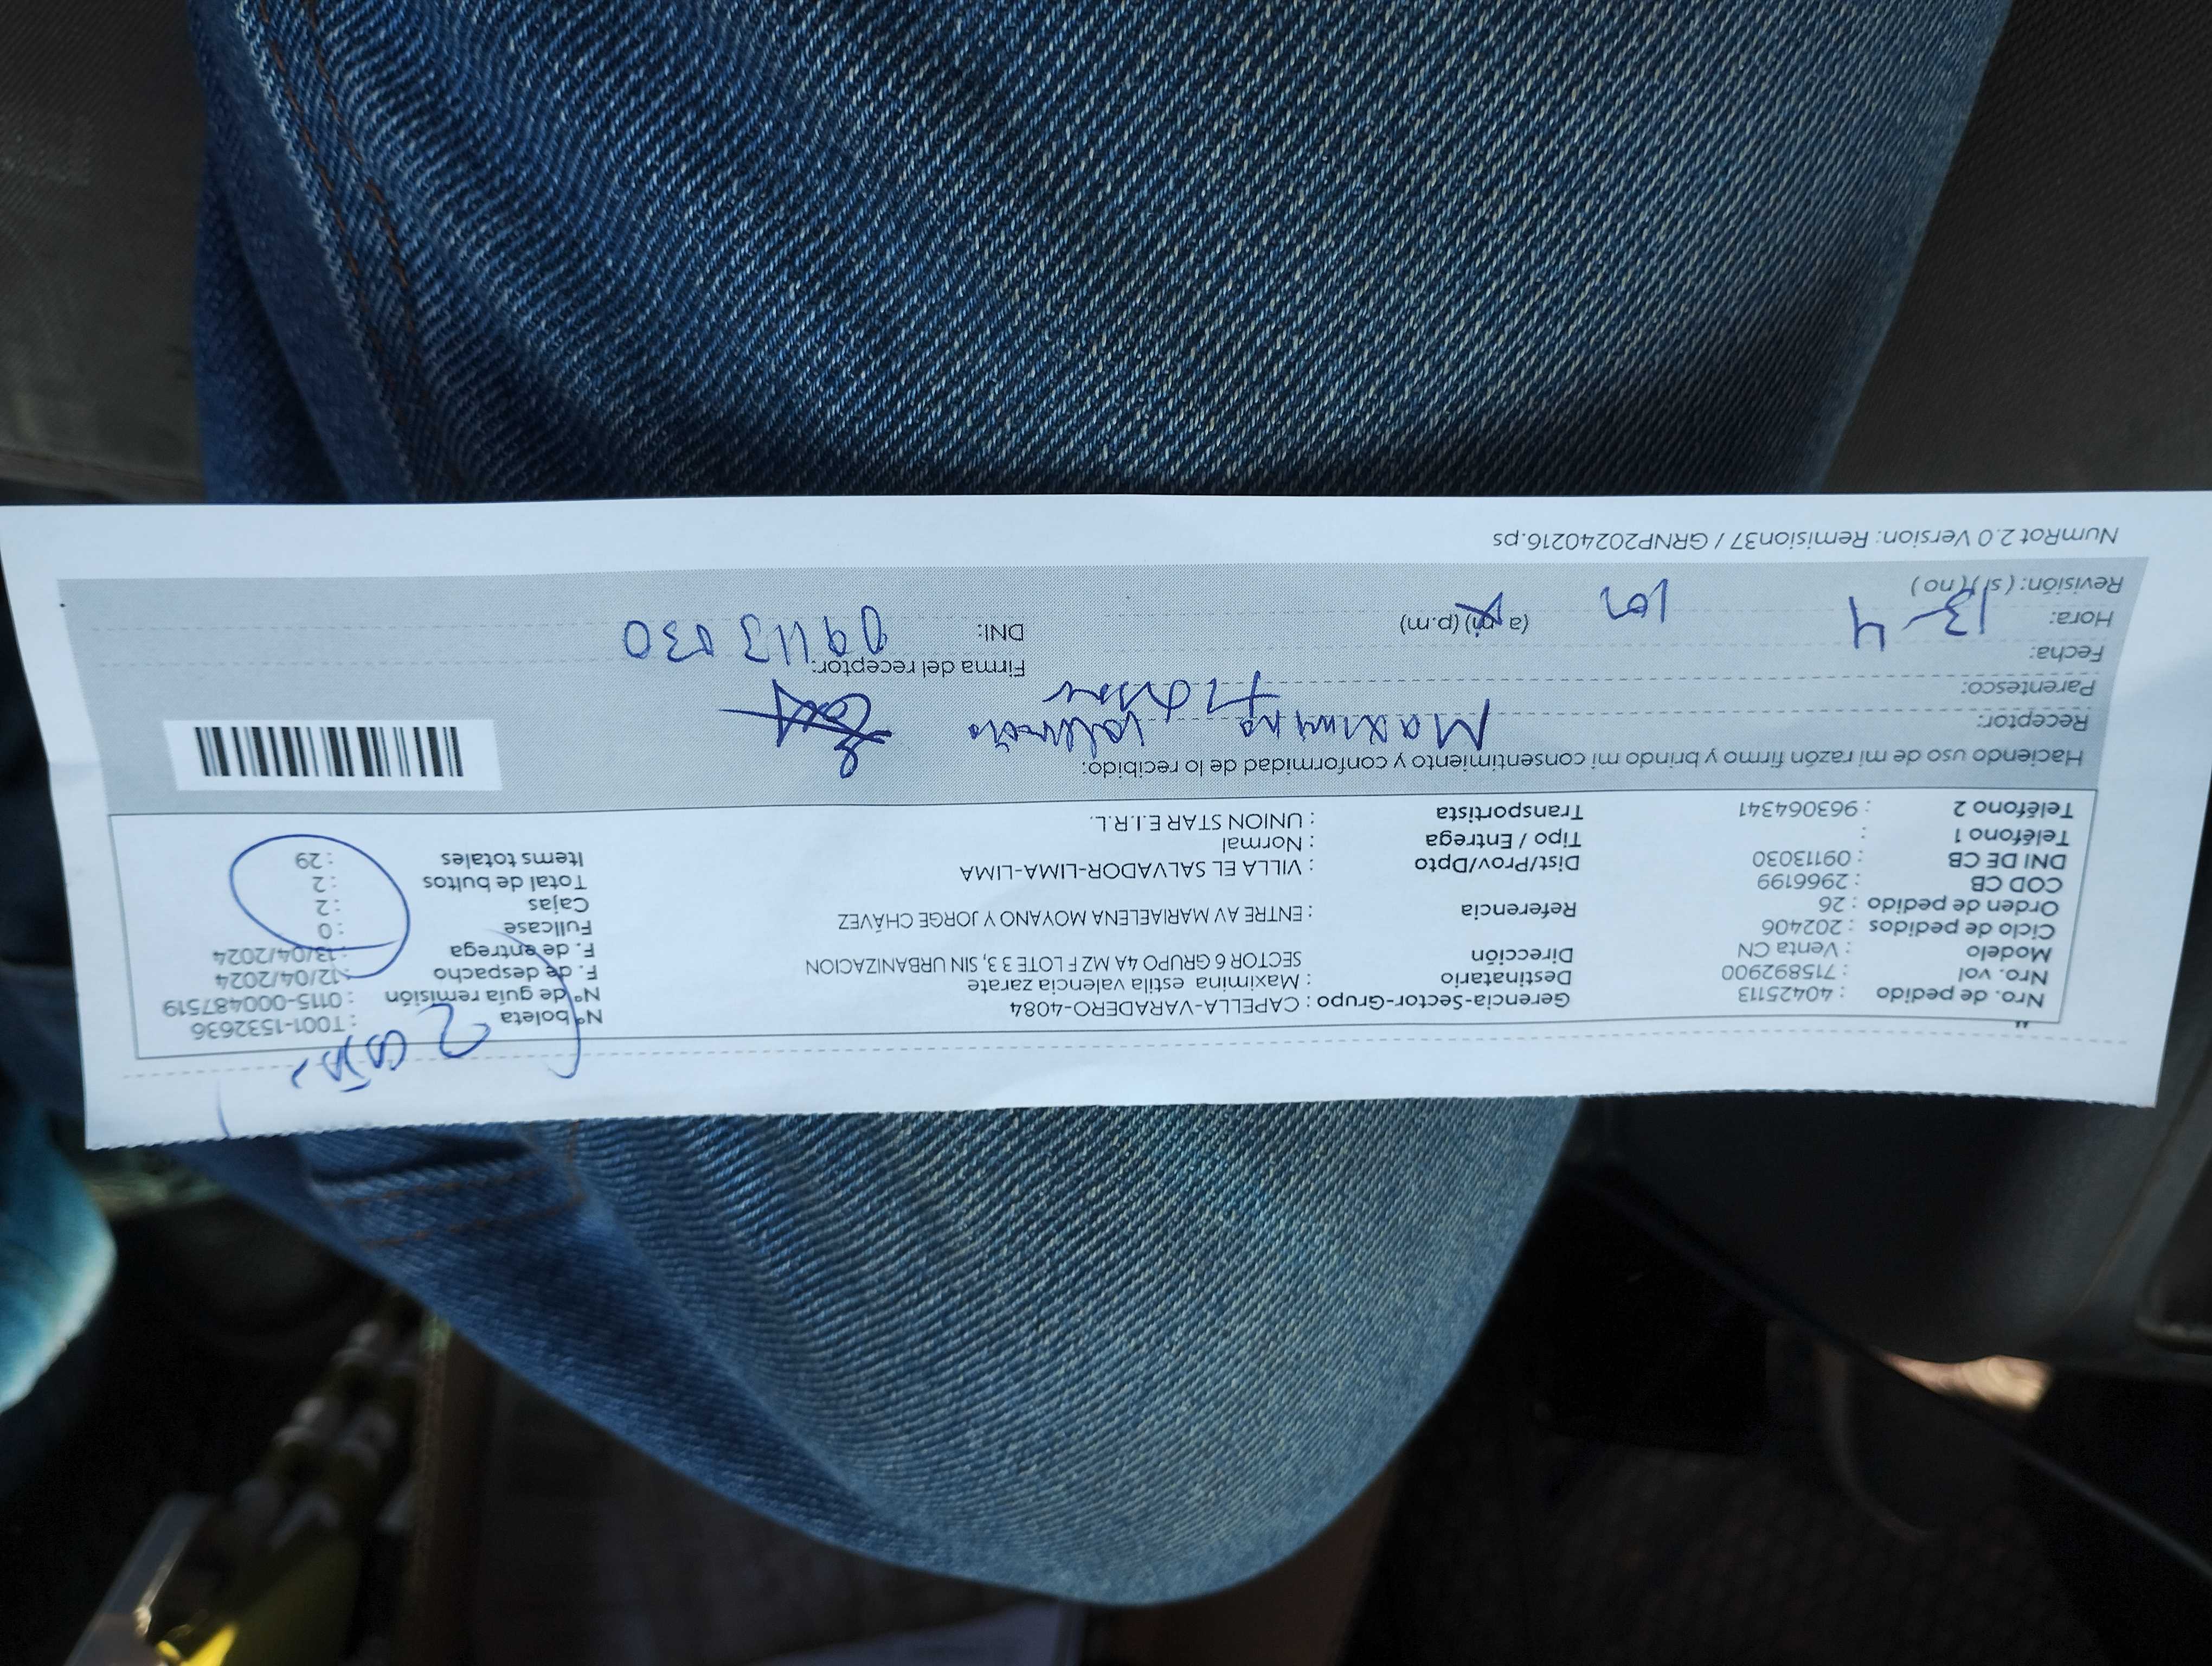 2 cajas
Nro. de pedido : 40425113
Nro. vol : 715892900
Modelo : Venta CN
Ciclo de pedidos : 202406
Orden de pedido : 26
COD CB : 2966199
DNI DE CB : 09113030
Teléfono 1 :
Teléfono 2 : 963064341
Gerencia-Sector-Grupo : CAPELLA-VARADERO-4084
Destinatario : Maximina estila valencia zarate
Dirección SECTOR 6 GRUPO 4A MZ F LOTE 3 3, SIN URBANIZACION
Referencia : ENTRE AV MARIAELENA MOYANO Y JORGE CHÁVEZ
Dist/Prov/Dpto : VILLA EL SALVADOR-LIMA-LIMA
Tipo / Entrega : Normal
Transportista : UNION STAR E.I.R.L.
Nº boleta : T001-1532636
Nº de guia remisión : 0115-000487519
F. de despacho : 12/04/2024
F. de entrega : 13/04/2024
Fullcase : 0
Cajas : 2
Total de bultos : 2
Items totales : 29
Haciendo uso de mi razón firmo y brindo mi consentimiento y conformidad de lo recibido:
Receptor:
Parentesco:
Fecha: 13-4
Hora: (a mi) (p.m)
Revisión: ( sI )( no )
Firma del receptor:
DNI: 09113030
NumRot 2.0 Version: Remision37 / GRNP20240216.ps